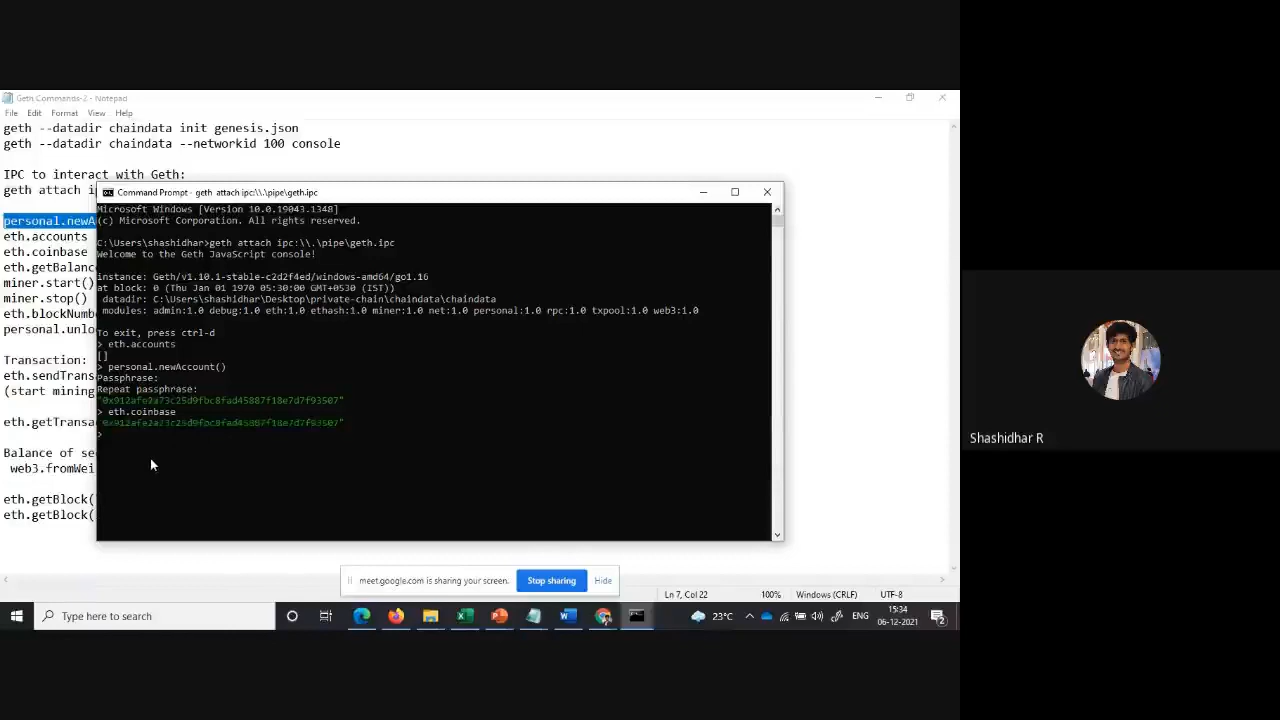 Geth Commands-2 - Notepad
File Edit Format View Help
geth --datadir chaindata init genesis.json
geth --datadir chaindata --networkid 100 console
IPC to interact with Geth:
geth attach ip
personal.newA
eth.accounts
eth.coinbase
eth.getBalanc
miner.start()
miner.stop()
eth.blockNumb
personal.unlo
Transaction:
eth.sendTrans
(start mining
eth.getTransa
Balance of se
web3.fromWei
eth.getBlock(
eth.getBlock(
Command Prompt - geth attach ipc:\\.\pipe\geth.ipc
Microsoft Windows [Version 10.0.19043.1348]
(c) Microsoft Corporation. All rights reserved.
C:\Users\shashidhar>geth attach ipc:\\.\pipe\geth.ipc
Welcome to the Geth JavaScript console!
instance: Geth/v1.10.1-stable-c2d2f4ed/windows-amd64/go1.16
at block: 0 (Thu Jan 01 1970 05:30:00 GMT+0530 (IST))
datadir: C:\Users\shashidhar\Desktop\private-chain\chaindata\chaindata
modules: admin:1.0 debug:1.0 eth:1.0 ethash:1.0 miner:1.0 net:1.0 personal:1.0 rpc:1.0 txpool:1.0 web3:1.0
To exit, press ctrl-d
> eth.accounts
[]
> personal.newAccount()
Passphrase:
Repeat passphrase:
> eth.coinbase
>
meet.google.com is sharing your screen. Stop sharing Hide
Ln 7, Col 22 100% Windows (CRLF) UTF-8
Type here to search
23°C ENG 15:34
06-12-2021
2
Shashidhar R